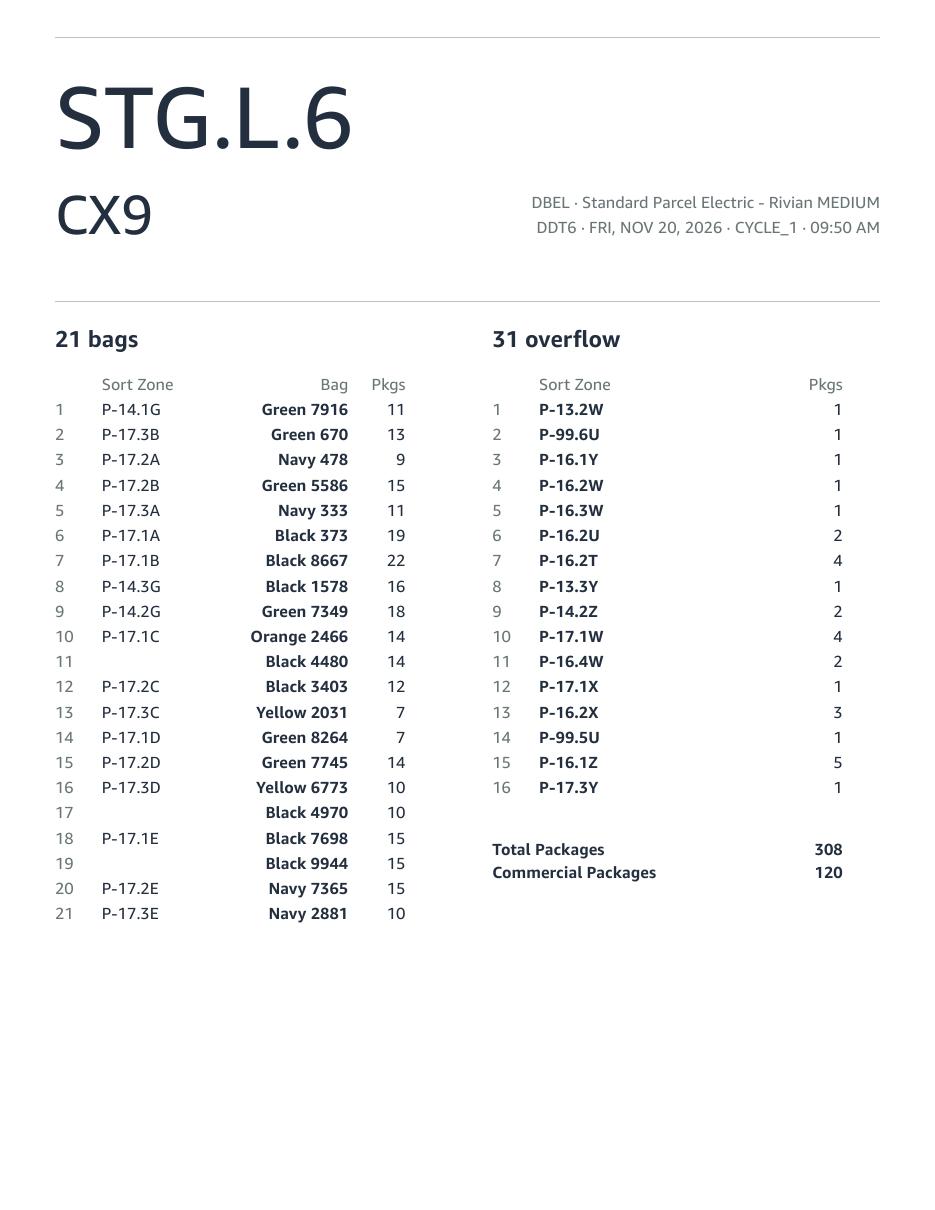 STG.L.6
CX9
DBEL · Standard Parcel Electric - Rivian MEDIUM
DDT6 · FRI, NOV 20, 2026 · CYCLE_1 · 09:50 AM
21 bags
Sort Zone Bag Pkgs
1 P-14.1G Green 7916 11
2 P-17.3B Green 670 13
3 P-17.2A Navy 478 9
4 P-17.2B Green 5586 15
5 P-17.3A Navy 333 11
6 P-17.1A Black 373 19
7 P-17.1B Black 8667 22
8 P-14.3G Black 1578 16
9 P-14.2G Green 7349 18
10 P-17.1C Orange 2466 14
11 Black 4480 14
12 P-17.2C Black 3403 12
13 P-17.3C Yellow 2031 7
14 P-17.1D Green 8264 7
15 P-17.2D Green 7745 14
16 P-17.3D Yellow 6773 10
17 Black 4970 10
18 P-17.1E Black 7698 15
19 Black 9944 15
20 P-17.2E Navy 7365 15
21 P-17.3E Navy 2881 10
31 overflow
Sort Zone Pkgs
1 P-13.2W 1
2 P-99.6U 1
3 P-16.1Y 1
4 P-16.2W 1
5 P-16.3W 1
6 P-16.2U 2
7 P-16.2T 4
8 P-13.3Y 1
9 P-14.2Z 2
10 P-17.1W 4
11 P-16.4W 2
12 P-17.1X 1
13 P-16.2X 3
14 P-99.5U 1
15 P-16.1Z 5
16 P-17.3Y 1
Total Packages 308
Commercial Packages 120